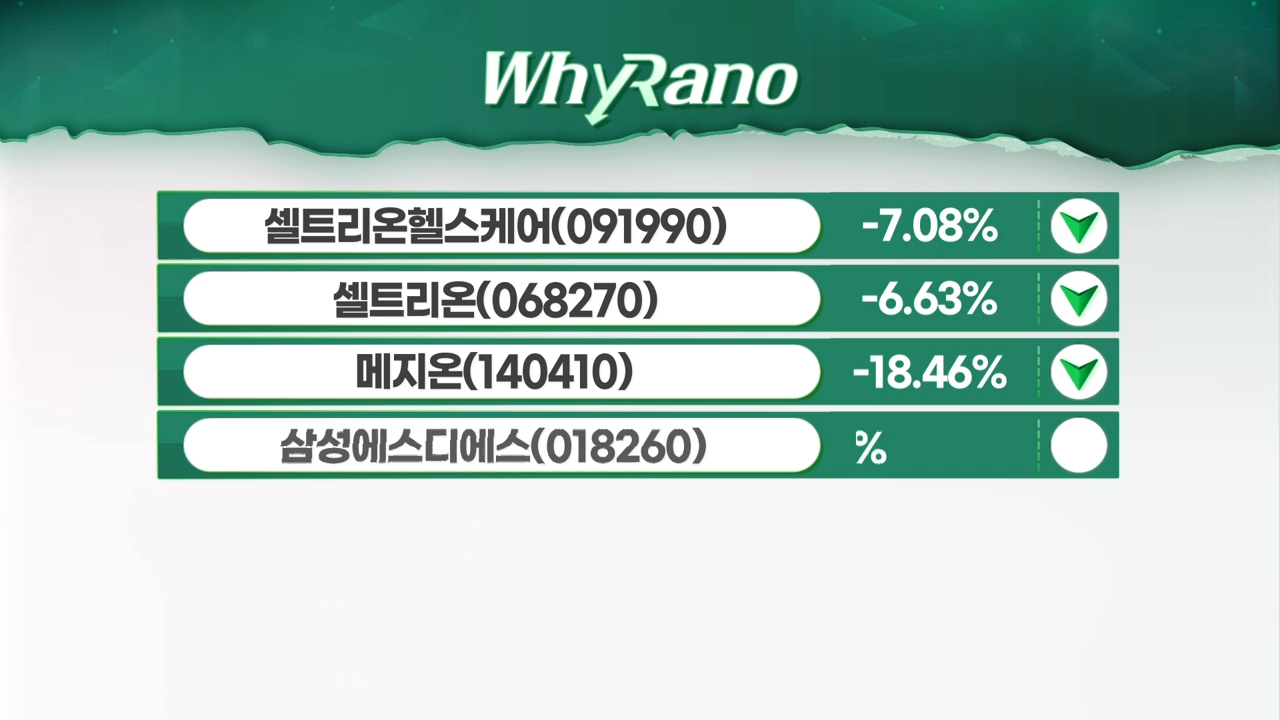 WhyRano
셀트리온헬스케어(091990) -7.08%
셀트리온(068270) -6.63%
메지온(140410) -18.46%
삼성에스디에스(018260) %